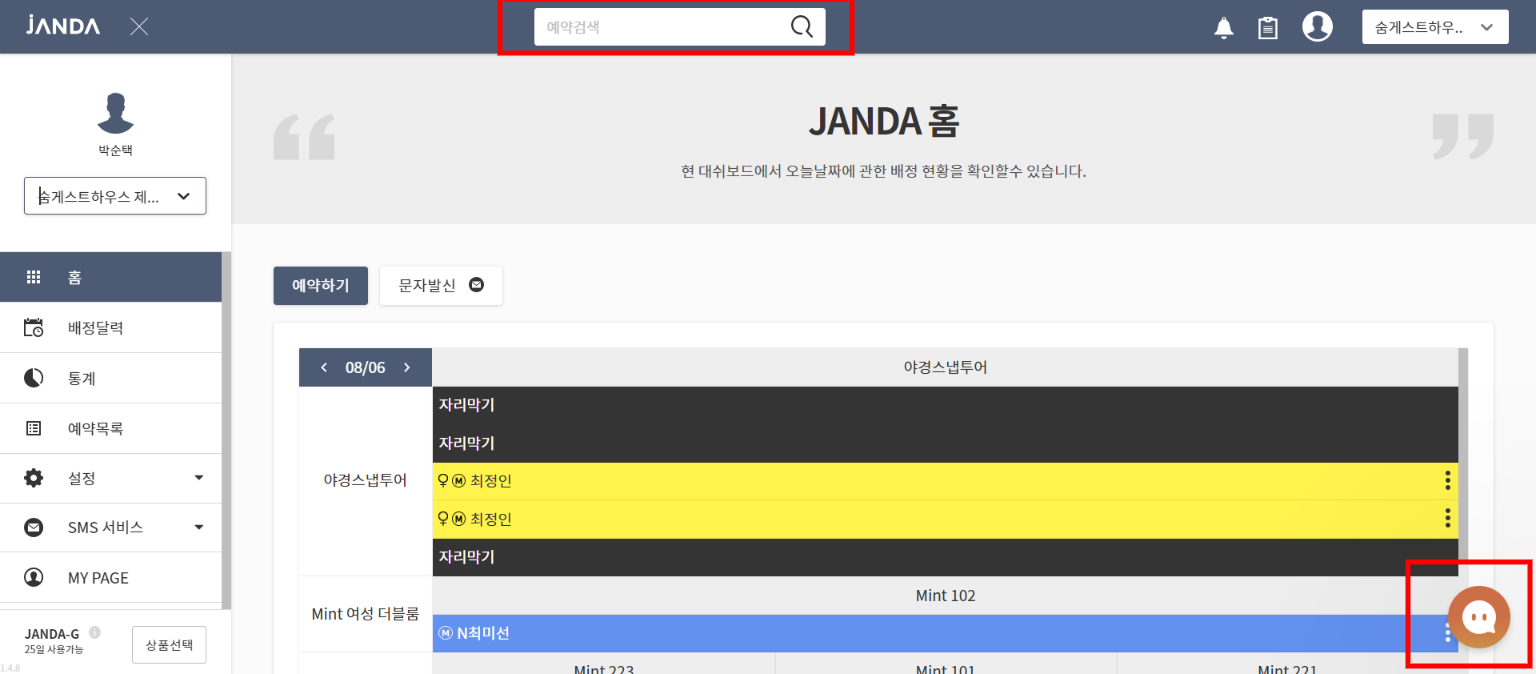 JANDA
예약검색
숨게스트하우..
박순택
숨게스트하우스 제...
홈
배정달력
통계
예약목록
설정
SMS 서비스
MY PAGE
JANDA-G
25일 사용가능
상품선택
1.4.8
JANDA 홈
현 대쉬보드에서 오늘날짜에 관한 배정 현황을 확인할수 있습니다.
예약하기
문자발신
08/06
야경스냅투어
야경스냅투어
자리막기
자리막기
M 최정인
M 최정인
자리막기
Mint 여성 더블룸
Mint 102
M N최미선
Mint 223
Mint 101
Mint 221